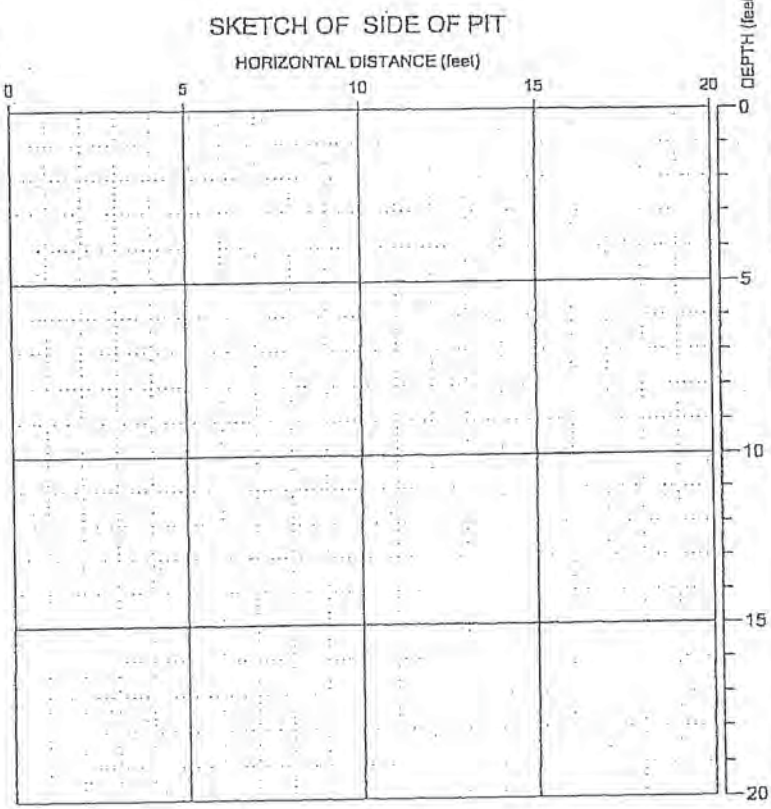 SKETCH OF SIDE OF PIT
HORIZONTAL DISTANCE (feet)
DEPTH (feet
0 5 10 15 20
0
5
10
15
20